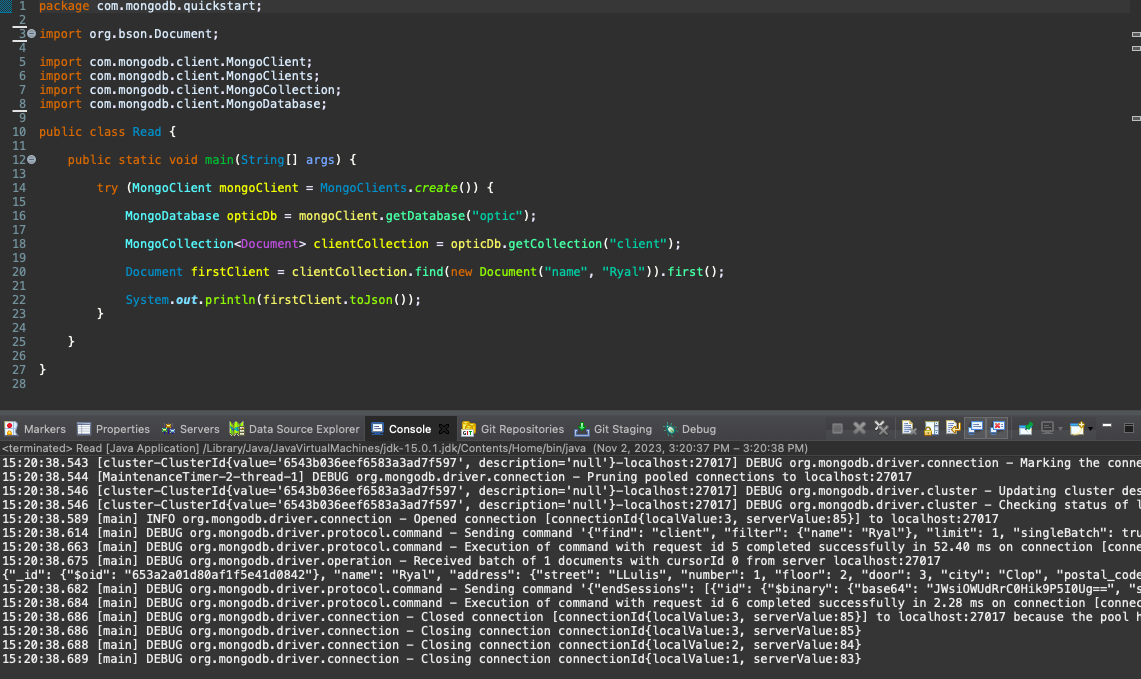 1 package com.mongodb.quickstart;
2
3 import org.bson.Document;
4
5 import com.mongodb.client.MongoClient;
6 import com.mongodb.client.MongoClients;
7 import com.mongodb.client.MongoCollection;
8 import com.mongodb.client.MongoDatabase;
9
10 public class Read {
11
12 public static void main(String[] args) {
13
14 try (MongoClient mongoClient = MongoClients.create()) {
15
16 MongoDatabase opticDb = mongoClient.getDatabase("optic");
17
18 MongoCollection<Document> clientCollection = opticDb.getCollection("client");
19
20 Document firstClient = clientCollection.find(new Document("name", "Ryal")).first();
21
22 System.out.println(firstClient.toJson());
23 }
24
25 }
26
27 }
28
Markers Properties Servers Data Source Explorer Console Git Repositories Git Staging Debug
<terminated> Read [Java Application] /Library/Java/JavaVirtualMachines/jdk-15.0.1.jdk/Contents/Home/bin/java (Nov 2, 2023, 3:20:37 PM – 3:20:38 PM)
15:20:38.543 [cluster-ClusterId{value='6543b036eef6583a3ad7f597', description='null'}-localhost:27017] DEBUG org.mongodb.driver.connection - Marking the conne
15:20:38.544 [MaintenanceTimer-2-thread-1] DEBUG org.mongodb.driver.connection - Pruning pooled connections to localhost:27017
15:20:38.546 [cluster-ClusterId{value='6543b036eef6583a3ad7f597', description='null'}-localhost:27017] DEBUG org.mongodb.driver.cluster - Updating cluster des
15:20:38.546 [cluster-ClusterId{value='6543b036eef6583a3ad7f597', description='null'}-localhost:27017] DEBUG org.mongodb.driver.cluster - Checking status of l
15:20:38.589 [main] INFO org.mongodb.driver.connection - Opened connection [connectionId{localValue:3, serverValue:85}] to localhost:27017
15:20:38.614 [main] DEBUG org.mongodb.driver.protocol.command - Sending command '{"find": "client", "filter": {"name": "Ryal"}, "limit": 1, "singleBatch": tru
15:20:38.663 [main] DEBUG org.mongodb.driver.protocol.command - Execution of command with request id 5 completed successfully in 52.40 ms on connection [conne
15:20:38.675 [main] DEBUG org.mongodb.driver.operation - Received batch of 1 documents with cursorId 0 from server localhost:27017
{"_id": {"$oid": "653a2a01d80af1f5e41d0842"}, "name": "Ryal", "address": {"street": "LLulis", "number": 1, "floor": 2, "door": 3, "city": "Clop", "postal_code
15:20:38.682 [main] DEBUG org.mongodb.driver.protocol.command - Sending command '{"endSessions": [{"id": {"$binary": {"base64": "JWsiOWUdRrC0Hik9P5I0Ug==", "s
15:20:38.684 [main] DEBUG org.mongodb.driver.protocol.command - Execution of command with request id 6 completed successfully in 2.28 ms on connection [connec
15:20:38.686 [main] DEBUG org.mongodb.driver.connection - Closed connection [connectionId{localValue:3, serverValue:85}] to localhost:27017 because the pool h
15:20:38.686 [main] DEBUG org.mongodb.driver.connection - Closing connection connectionId{localValue:3, serverValue:85}
15:20:38.688 [main] DEBUG org.mongodb.driver.connection - Closing connection connectionId{localValue:2, serverValue:84}
15:20:38.689 [main] DEBUG org.mongodb.driver.connection - Closing connection connectionId{localValue:1, serverValue:83}